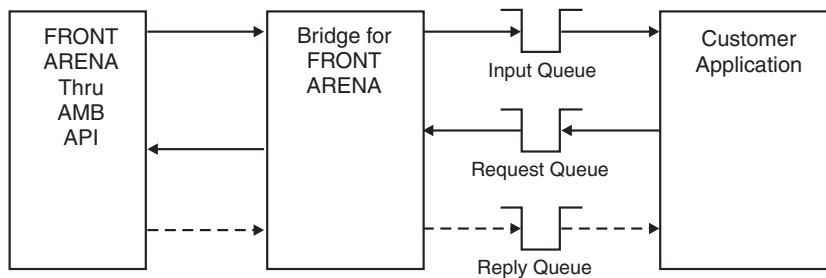 FRONT
ARENA
Thru
AMB
API
Bridge for
FRONT
ARENA
Input Queue
Request Queue
Reply Queue
Customer
Application